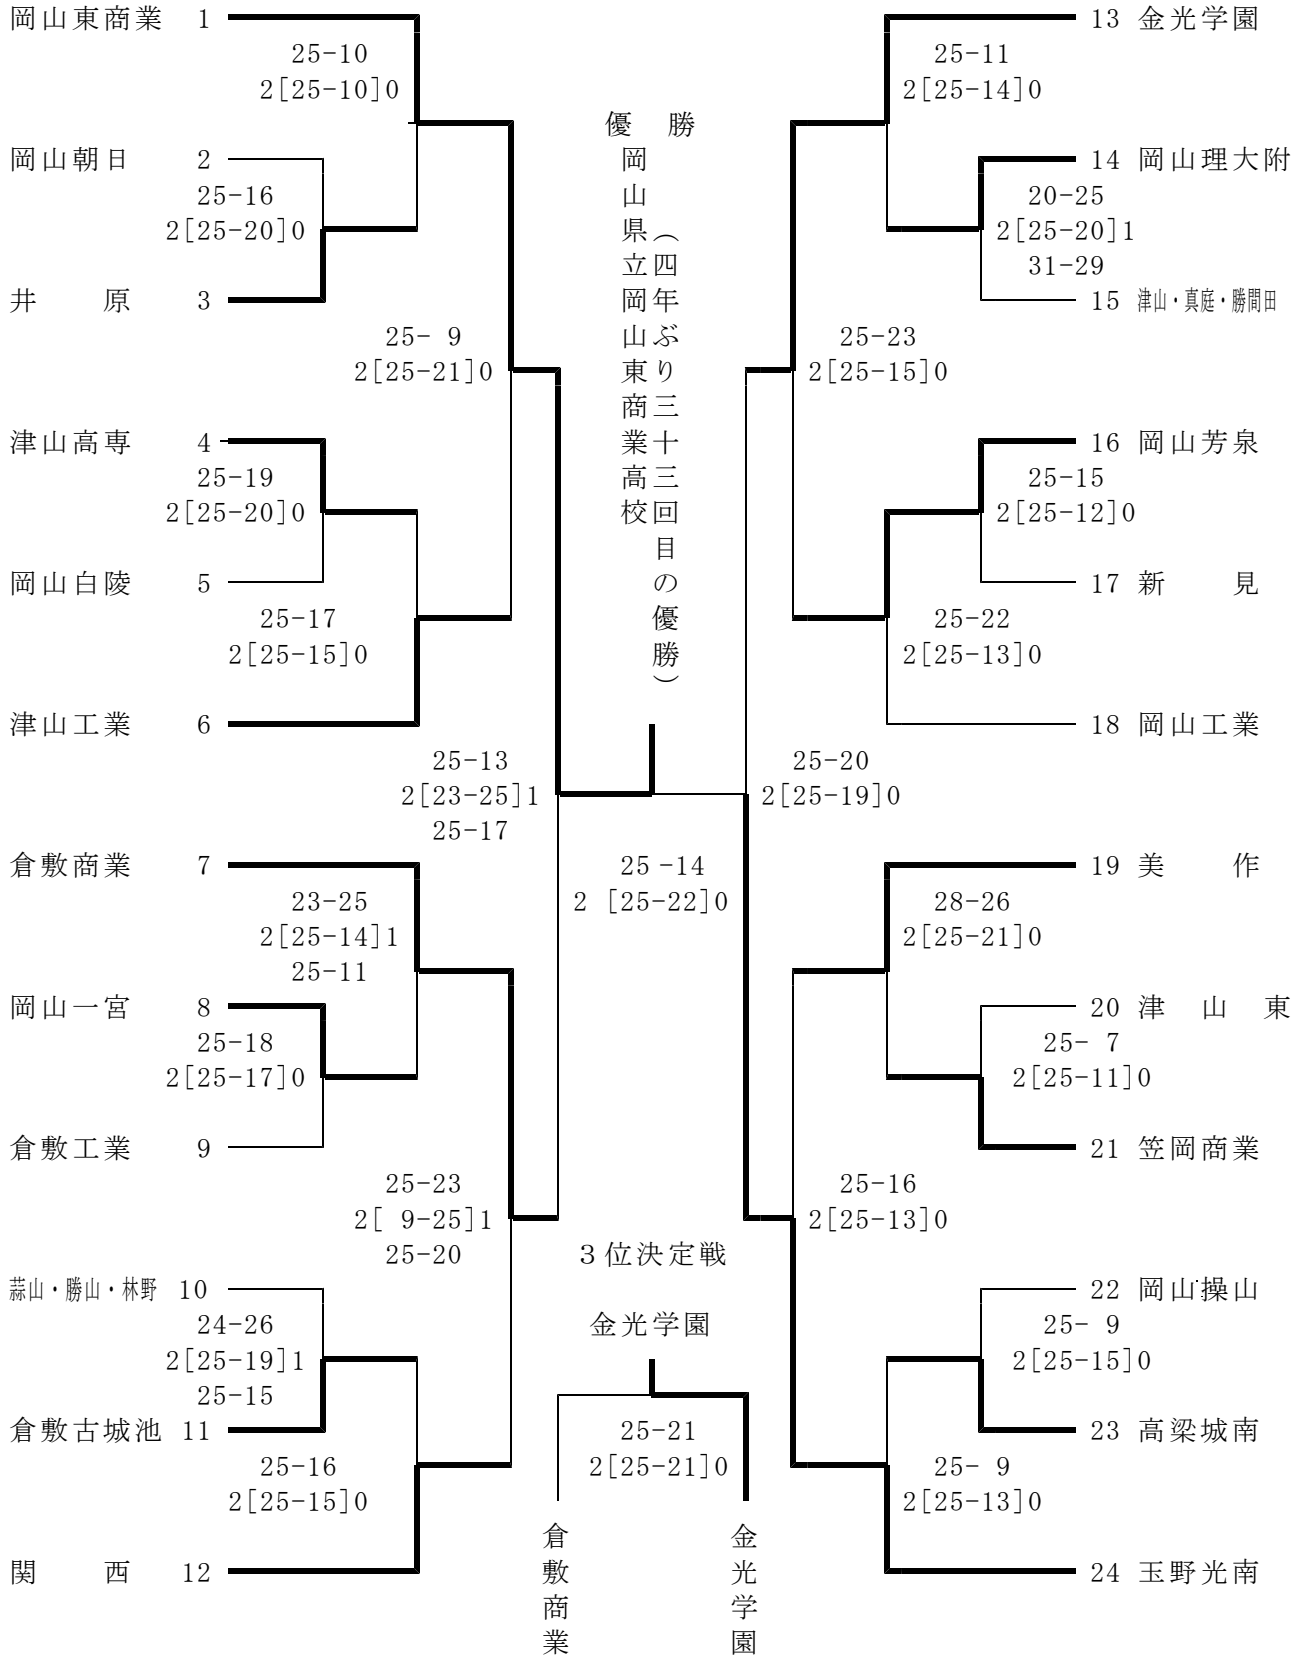 岡山東商業 1
25-10
2[25-10]0
岡山朝日 2
25-16
2[25-20]0
井 原 3
25- 9
2[25-21]0
津山高専 4
25-19
2[25-20]0
岡山白陵 5
25-17
2[25-15]0
津山工業 6
25-13
2[23-25]1
25-17
倉敷商業 7
23-25
2[25-14]1
25-11
岡山一宮 8
25-18
2[25-17]0
倉敷工業 9
25-23
2[ 9-25]1
25-20
蒜山・勝山・林野 10
24-26
2[25-19]1
25-15
倉敷古城池 11
25-16
2[25-15]0
関 西 12
優 勝
岡山県立岡山東商業高校
（四年ぶり三十三回目の優勝）
25 -14
2 [25-22]0
３位決定戦
金光学園
25-21
2[25-21]0
倉敷商業
金光学園
13 金光学園
25-11
2[25-14]0
14 岡山理大附
20-25
2[25-20]1
31-29
15 津山・真庭・勝間田
25-23
2[25-15]0
16 岡山芳泉
25-15
2[25-12]0
17 新 見
25-22
2[25-13]0
18 岡山工業
25-20
2[25-19]0
19 美 作
28-26
2[25-21]0
20 津 山 東
25- 7
2[25-11]0
21 笠岡商業
25-16
2[25-13]0
22 岡山操山
25- 9
2[25-15]0
23 高梁城南
25- 9
2[25-13]0
24 玉野光南